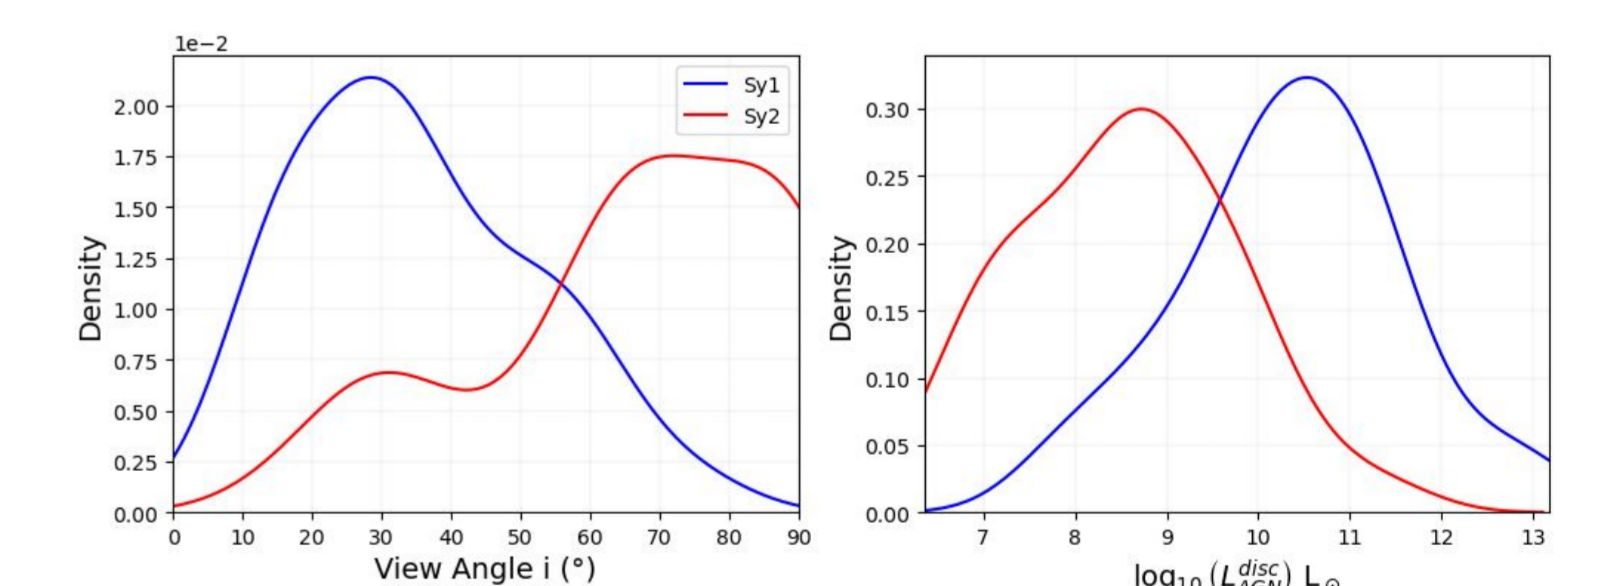 1e−2
Density
2.00
1.75
1.50
1.25
1.00
0.75
0.50
0.25
0.00
0 10 20 30 40 50 60 70 80 90
View Angle i (°)
Sy1
Sy2
Density
0.30
0.25
0.20
0.15
0.10
0.05
0.00
7 8 9 10 11 12 13
log₁₀ (L_AGN^disc) L☉